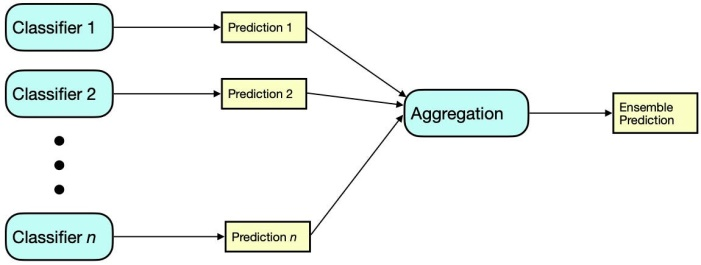 Classifier 1
Prediction 1
Classifier 2
Prediction 2
Aggregation
Ensemble
Prediction
Classifier n
Prediction n